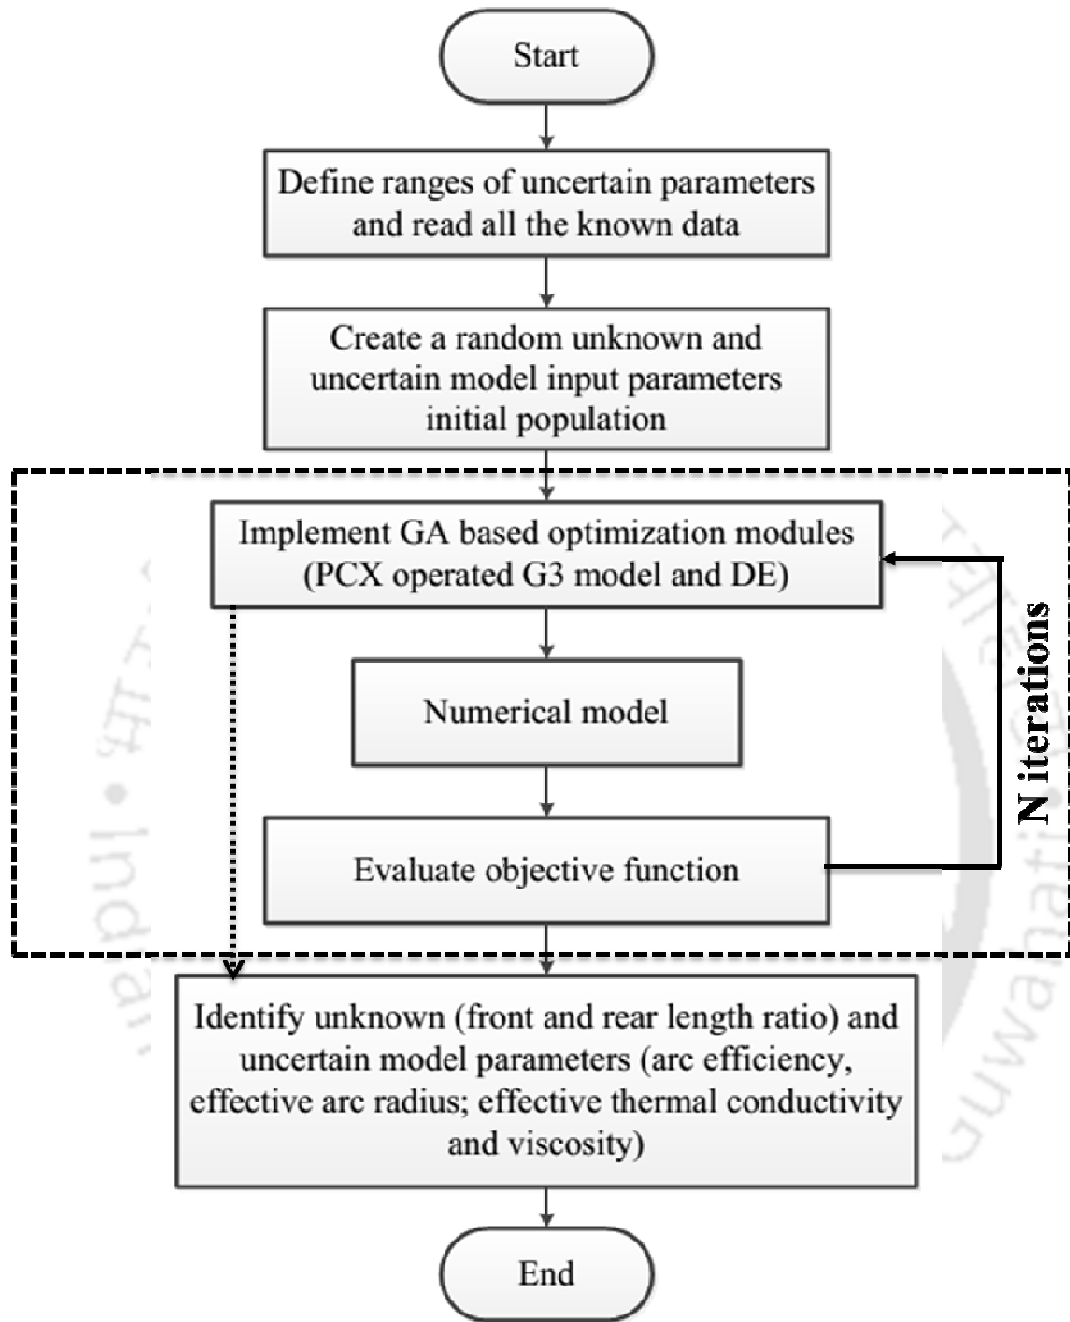 Start
Define ranges of uncertain parameters
and read all the known data
Create a random unknown and
uncertain model input parameters
initial population
Implement GA based optimization modules
(PCX operated G3 model and DE)
Numerical model
Evaluate objective function
N iterations
Identify unknown (front and rear length ratio) and
uncertain model parameters (arc efficiency,
effective arc radius; effective thermal conductivity
and viscosity)
End
Guwahati